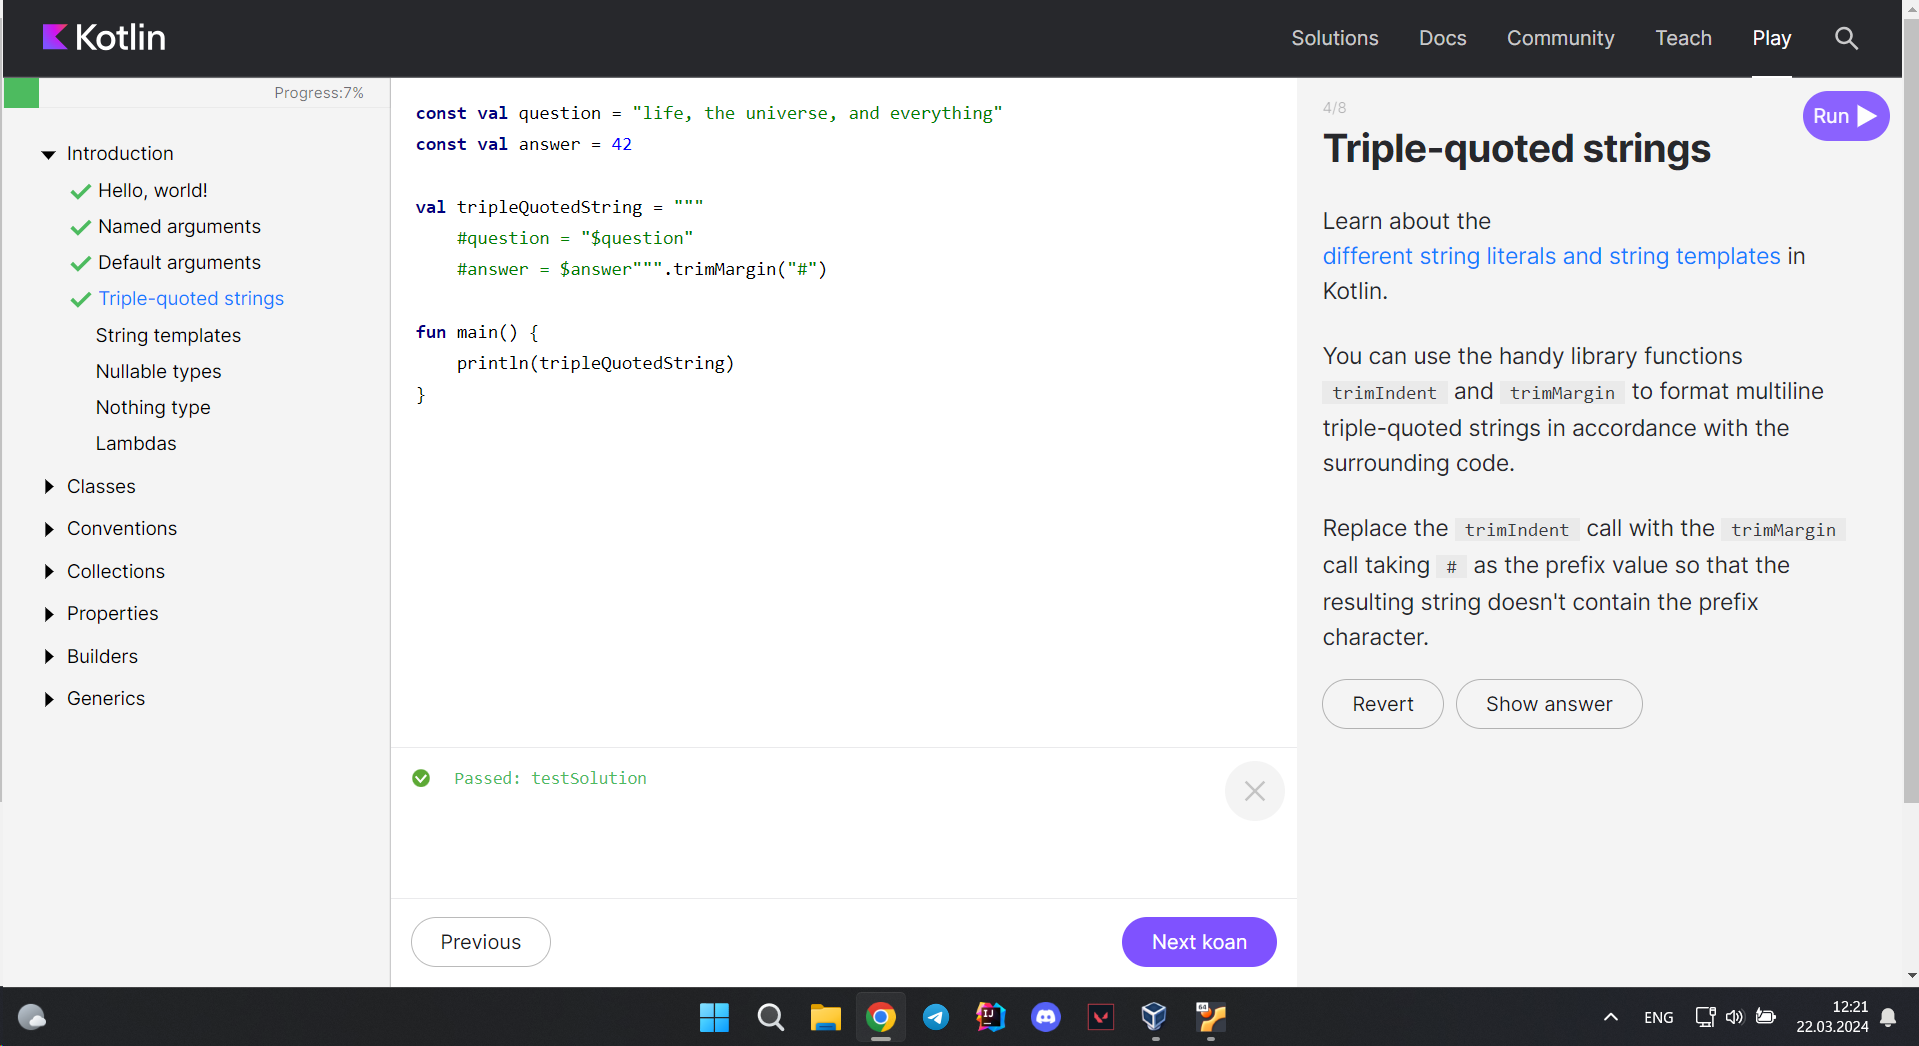 Kotlin
Solutions
Docs
Community
Teach
Play
Progress:7%
Introduction
Hello, world!
Named arguments
Default arguments
Triple-quoted strings
String templates
Nullable types
Nothing type
Lambdas
Classes
Conventions
Collections
Properties
Builders
Generics
const val question = "life, the universe, and everything"
const val answer = 42
val tripleQuotedString = """
#question = "$question"
#answer = $answer""".trimMargin("#")
fun main() {
println(tripleQuotedString)
}
Passed: testSolution
Previous
Next koan
4/8
Run
Triple-quoted strings
Learn about the
different string literals and string templates in
Kotlin.
You can use the handy library functions
trimIndent and trimMargin to format multiline
triple-quoted strings in accordance with the
surrounding code.
Replace the trimIndent call with the trimMargin
call taking # as the prefix value so that the
resulting string doesn't contain the prefix
character.
Revert
Show answer
IJ
64
ENG
12:21
22.03.2024